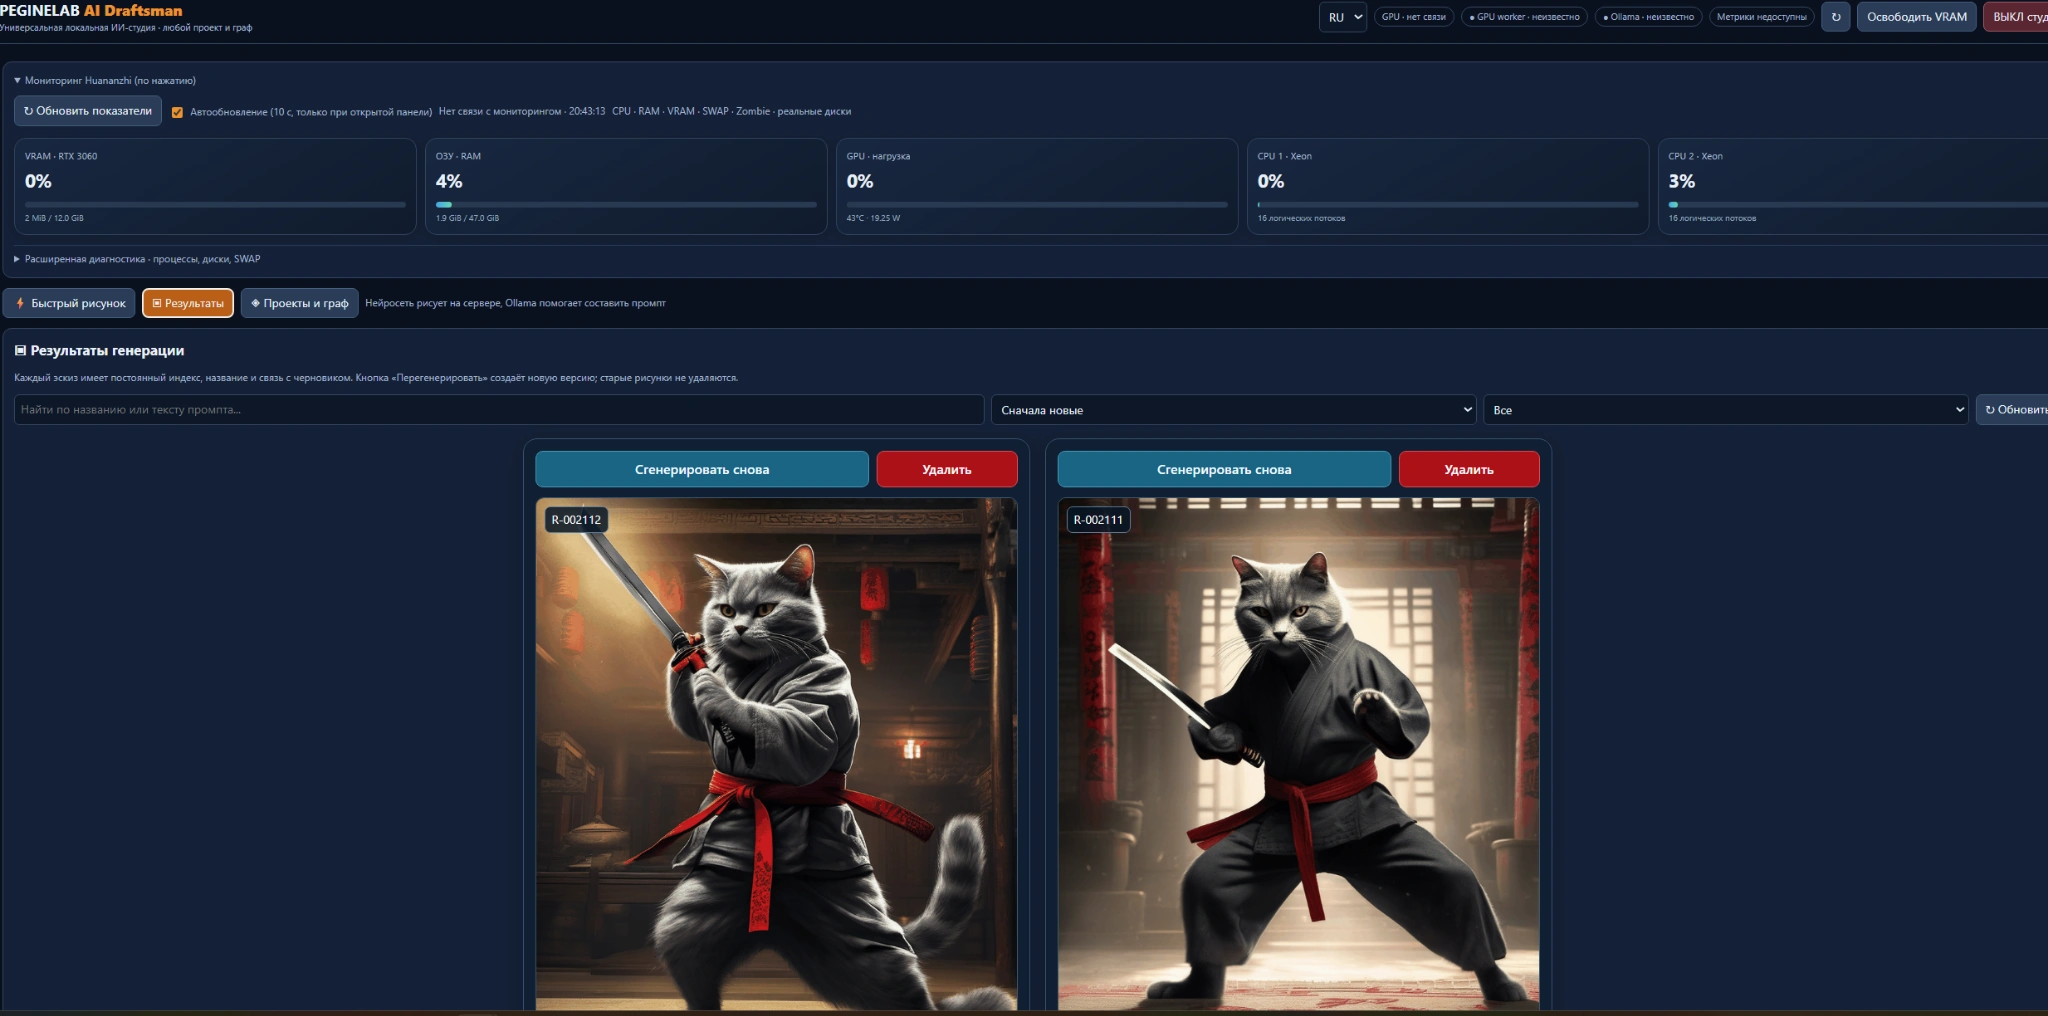 PEGINELAB AI Draftsman
Универсальная локальная ИИ-студия · любой проект и граф
RU
GPU · нет связи
● GPU worker · неизвестно
● Ollama · неизвестно
Метрики недоступны
↻
Освободить VRAM
ВЫКЛ сту
▼ Мониторинг Huananzhi (по нажатию)
↻ Обновить показатели
Автообновление (10 с, только при открытой панели) Нет связи с мониторингом · 20:43:13 CPU · RAM · VRAM · SWAP · Zombie · реальные диски
VRAM · RTX 3060
0%
2 MiB / 12.0 GiB
ОЗУ · RAM
4%
1.9 GiB / 47.0 GiB
GPU · нагрузка
0%
43°C · 19.25 W
CPU 1 · Xeon
0%
16 логических потоков
CPU 2 · Xeon
3%
16 логических потоков
▶ Расширенная диагностика · процессы, диски, SWAP
Быстрый рисунок
Результаты
Проекты и граф
Нейросеть рисует на сервере, Ollama помогает составить промпт
Результаты генерации
Каждый эскиз имеет постоянный индекс, название и связь с черновиком. Кнопка «Перегенерировать» создаёт новую версию; старые рисунки не удаляются.
Найти по названию или тексту промпта...
Сначала новые
Все
↻ Обновить
Сгенерировать снова
Удалить
R-002112
Сгенерировать снова
Удалить
R-002111